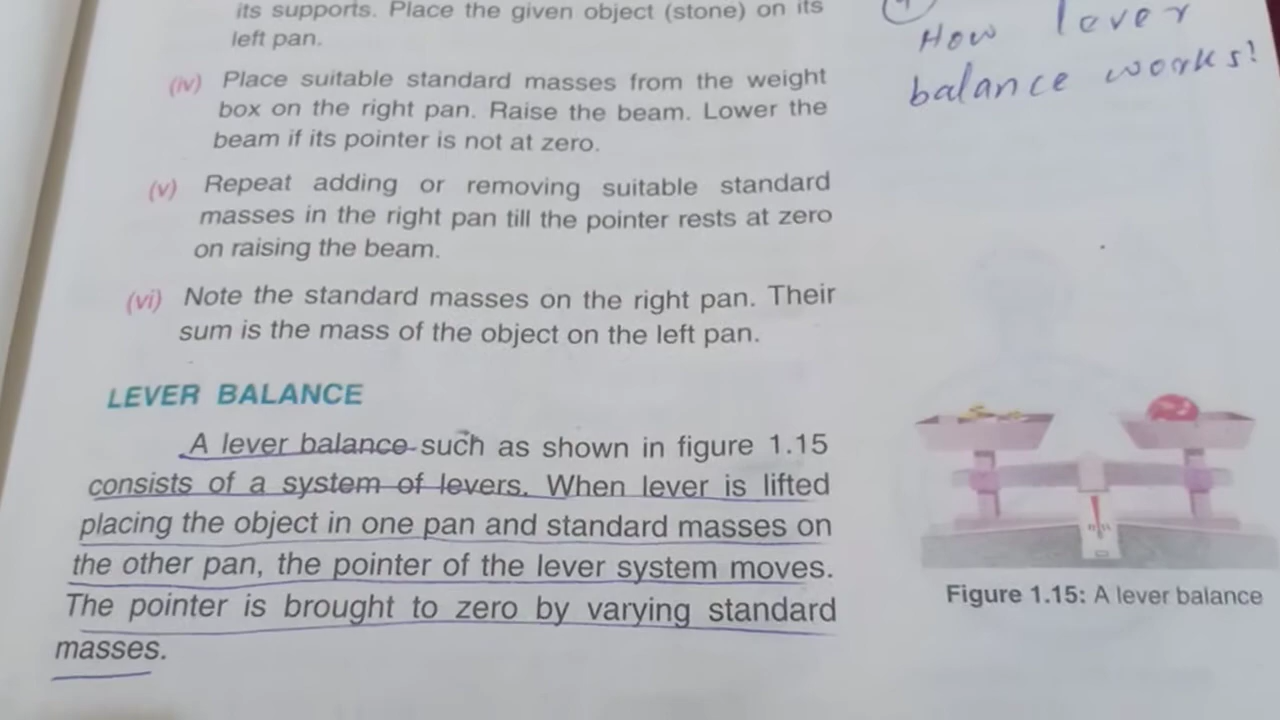 its supports. Place the given object (stone) on its
left pan.
(iv) Place suitable standard masses from the weight
box on the right pan. Raise the beam. Lower the
beam if its pointer is not at zero.
(v) Repeat adding or removing suitable standard
masses in the right pan till the pointer rests at zero
on raising the beam.
(vi) Note the standard masses on the right pan. Their
sum is the mass of the object on the left pan.
LEVER BALANCE
A lever balance such as shown in figure 1.15
consists of a system of levers. When lever is lifted
placing the object in one pan and standard masses on
the other pan, the pointer of the lever system moves.
The pointer is brought to zero by varying standard
masses.
How lever
balance works!
Figure 1.15: A lever balance